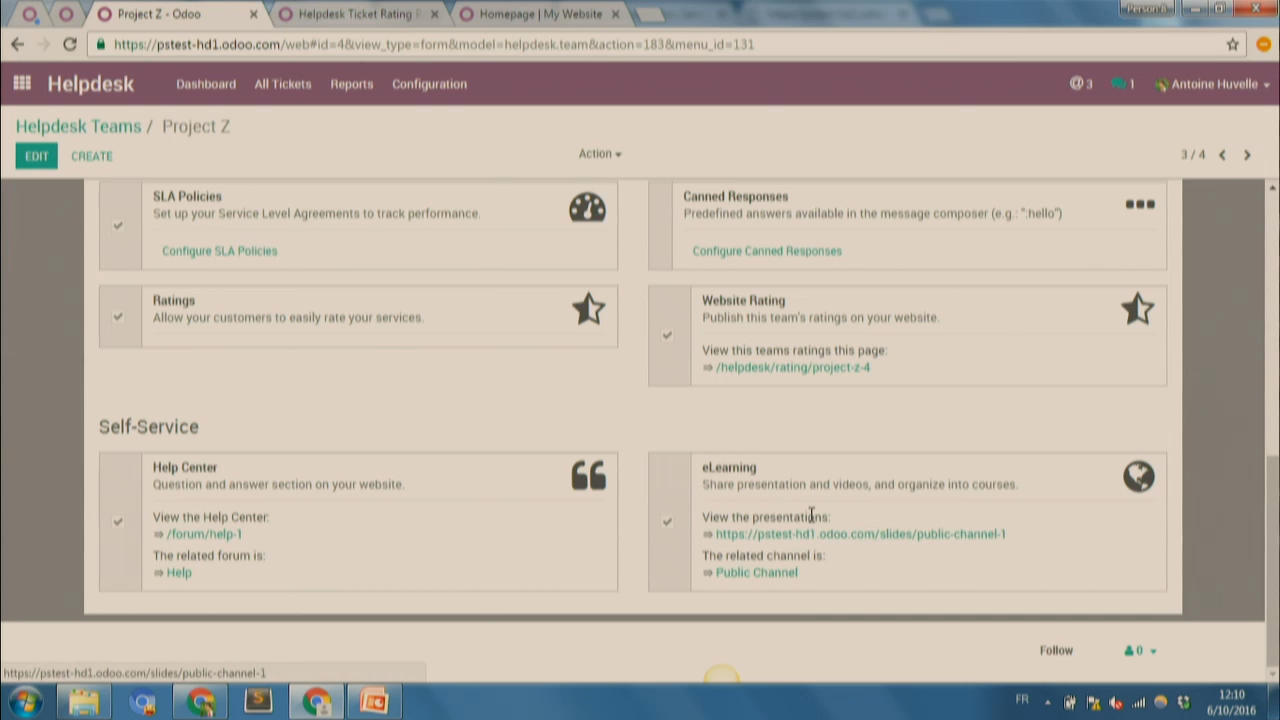 Person A
Project Z - Odoo
Helpdesk Ticket Rating
Homepage | My Website
https://pstest-hd1.odoo.com/web#id=4&view_type=form&model=helpdesk.team&action=183&menu_id=131
Helpdesk
Dashboard
All Tickets
Reports
Configuration
@ 3
1
Antoine Huvelle
Helpdesk Teams / Project Z
EDIT
CREATE
Action
3 / 4
SLA Policies
Set up your Service Level Agreements to track performance.
Configure SLA Policies
Canned Responses
Predefined answers available in the message composer (e.g.: ":hello")
Configure Canned Responses
Ratings
Allow your customers to easily rate your services.
Website Rating
Publish this team's ratings on your website.
View this teams ratings this page:
⇒ /helpdesk/rating/project-z-4
Self-Service
Help Center
Question and answer section on your website.
View the Help Center:
⇒ /forum/help-1
The related forum is:
⇒ Help
eLearning
Share presentation and videos, and organize into courses.
View the presentations:
⇒ https://pstest-hd1.odoo.com/slides/public-channel-1
The related channel is:
⇒ Public Channel
Follow
0
https://pstest-hd1.odoo.com/slides/public-channel-1
FR
12:10
6/10/2016